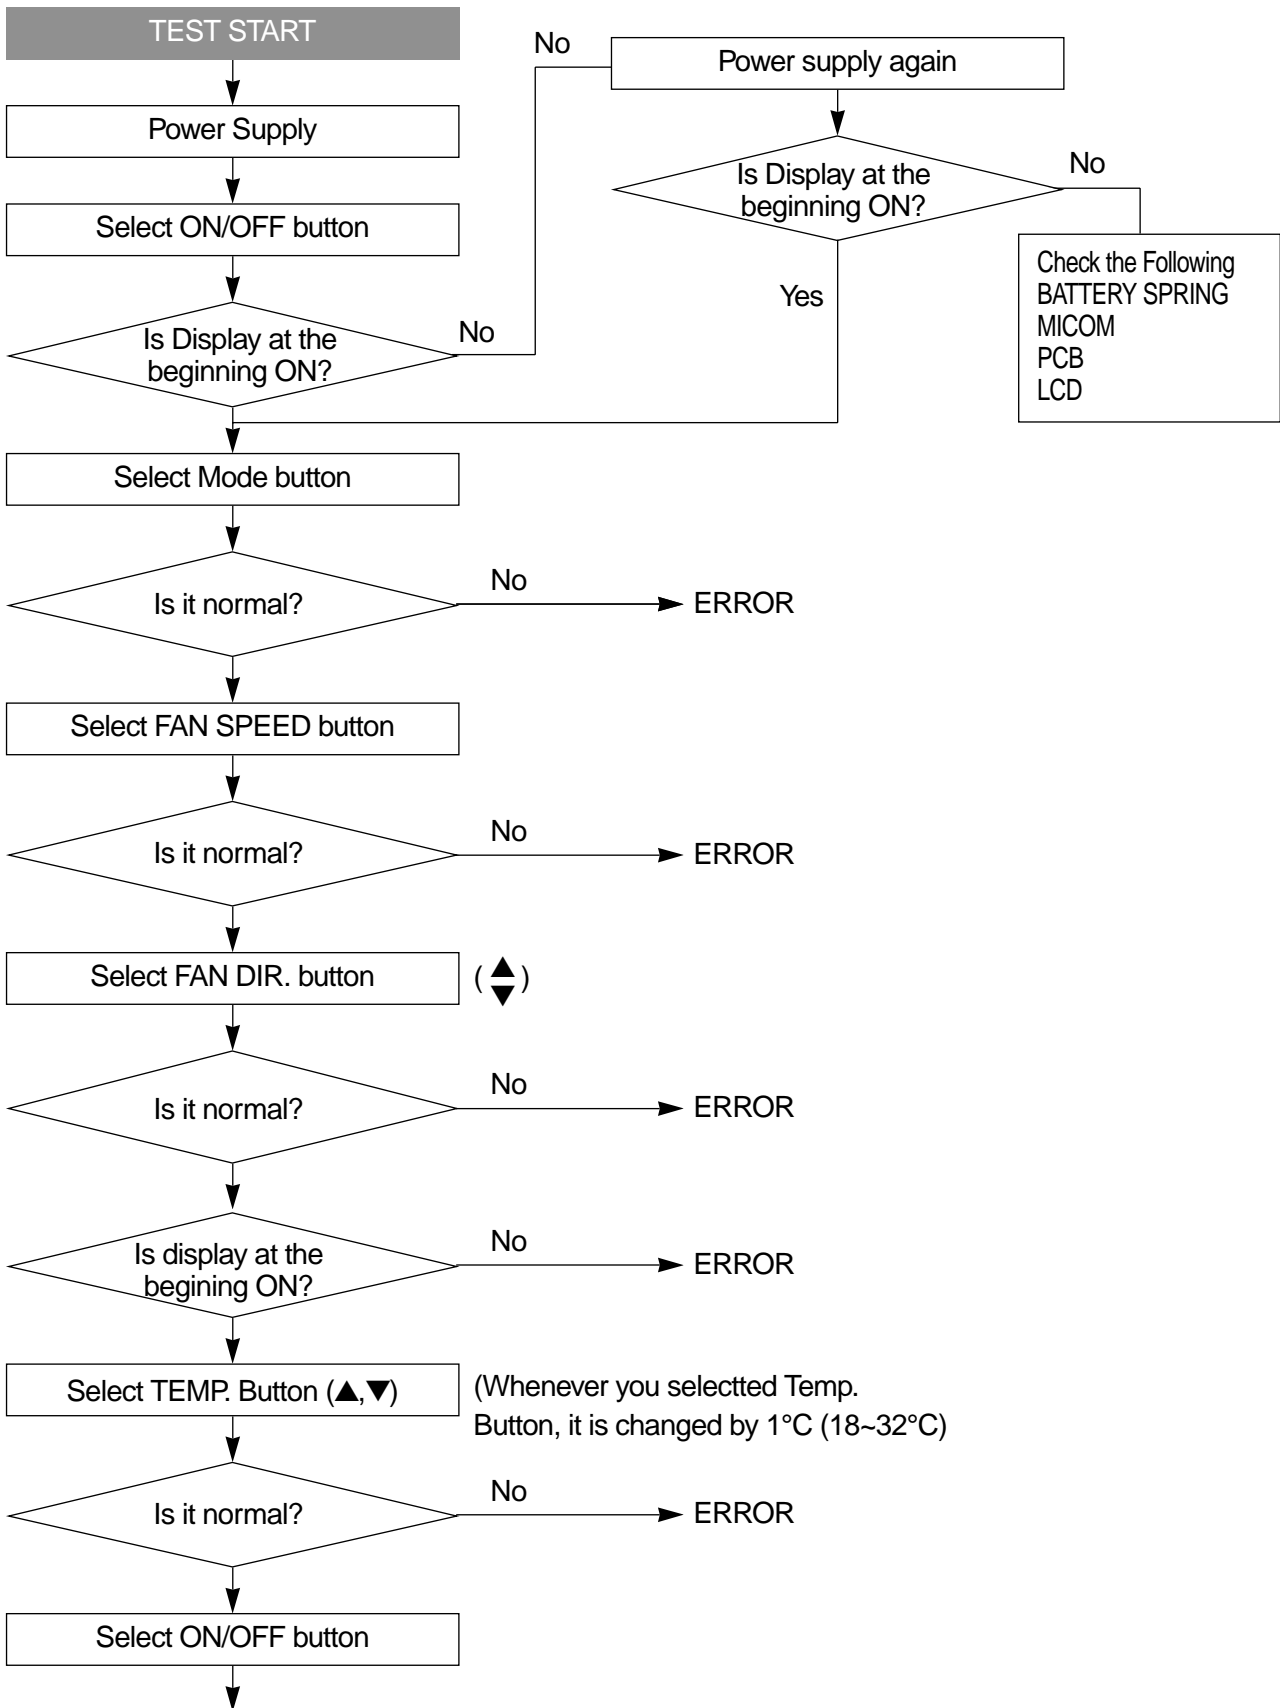 TEST START
Power Supply
Select ON/OFF button
Is Display at the
beginning ON?
No
No
Power supply again
Is Display at the
beginning ON?
No
Yes
Check the Following
BATTERY SPRING
MICOM
PCB
LCD
Select Mode button
Is it normal?
No
ERROR
Select FAN SPEED button
Is it normal?
No
ERROR
Select FAN DIR. button
(▲▼)
Is it normal?
No
ERROR
Is display at the
begining ON?
No
ERROR
Select TEMP. Button (▲,▼)
(Whenever you selectted Temp.
Button, it is changed by 1°C (18~32°C)
Is it normal?
No
ERROR
Select ON/OFF button